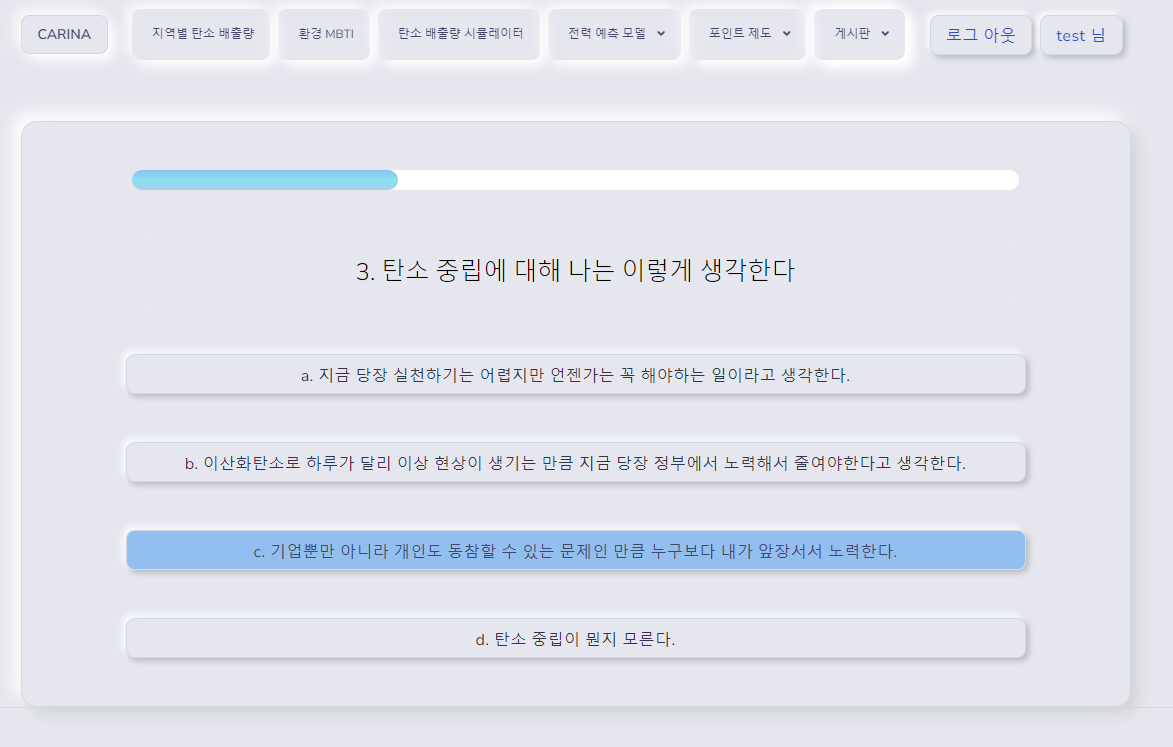 CARINA
지역별 탄소 배출량
환경 MBTI
탄소 배출량 시뮬레이터
전력 예측 모델
포인트 제도
게시판
로그 아웃
test 님
3. 탄소 중립에 대해 나는 이렇게 생각한다
a. 지금 당장 실천하기는 어렵지만 언젠가는 꼭 해야하는 일이라고 생각한다.
b. 이산화탄소로 하루가 달리 이상 현상이 생기는 만큼 지금 당장 정부에서 노력해서 줄여야한다고 생각한다.
c. 기업뿐만 아니라 개인도 동참할 수 있는 문제인 만큼 누구보다 내가 앞장서서 노력한다.
d. 탄소 중립이 뭔지 모른다.